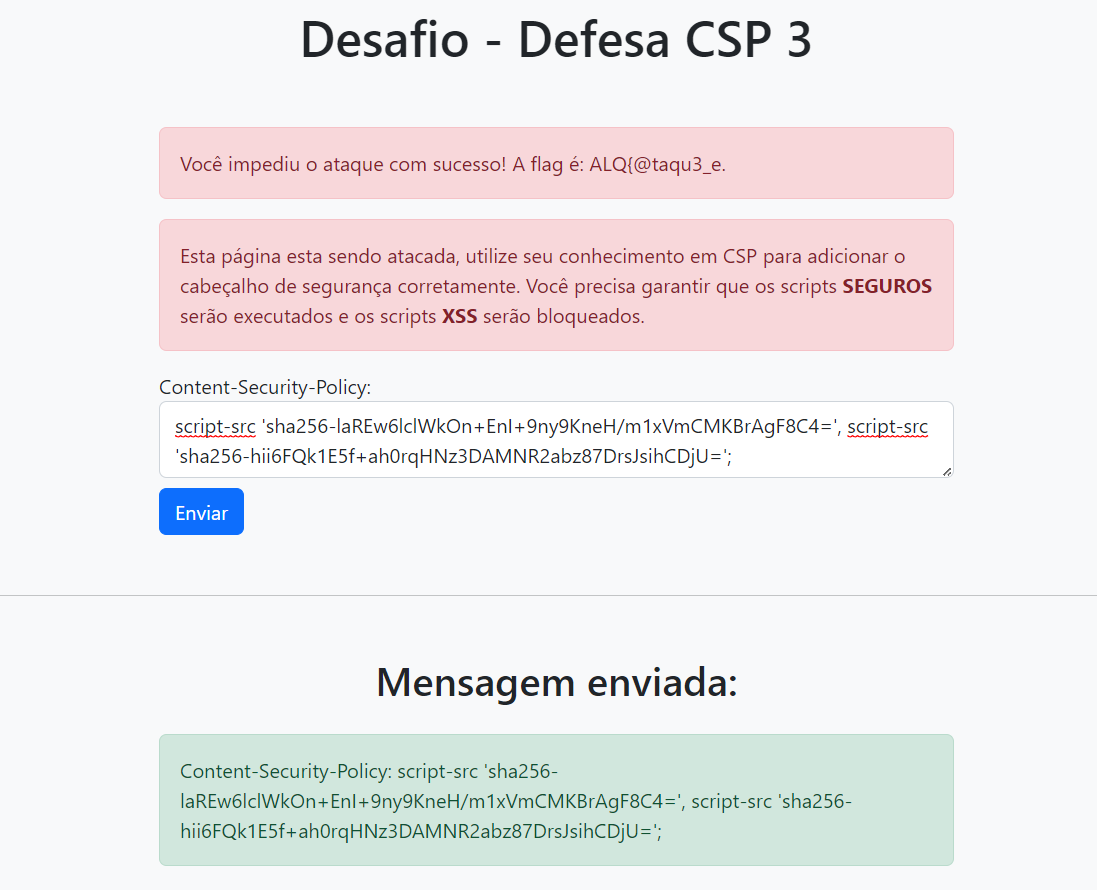 Desafio - Defesa CSP 3
Você impediu o ataque com sucesso! A flag é: ALQ{@taqu3_e.
Esta página esta sendo atacada, utilize seu conhecimento em CSP para adicionar o
cabeçalho de segurança corretamente. Você precisa garantir que os scripts SEGUROS
serão executados e os scripts XSS serão bloqueados.
Content-Security-Policy:
script-src 'sha256-laREw6lclWkOn+EnI+9ny9KneH/m1xVmCMKBrAgF8C4=', script-src
'sha256-hii6FQk1E5f+ah0rqHNz3DAMNR2abz87DrsJsihCDjU=';
Enviar
Mensagem enviada:
Content-Security-Policy: script-src 'sha256-
laREw6lclWkOn+EnI+9ny9KneH/m1xVmCMKBrAgF8C4=', script-src 'sha256-
hii6FQk1E5f+ah0rqHNz3DAMNR2abz87DrsJsihCDjU=';